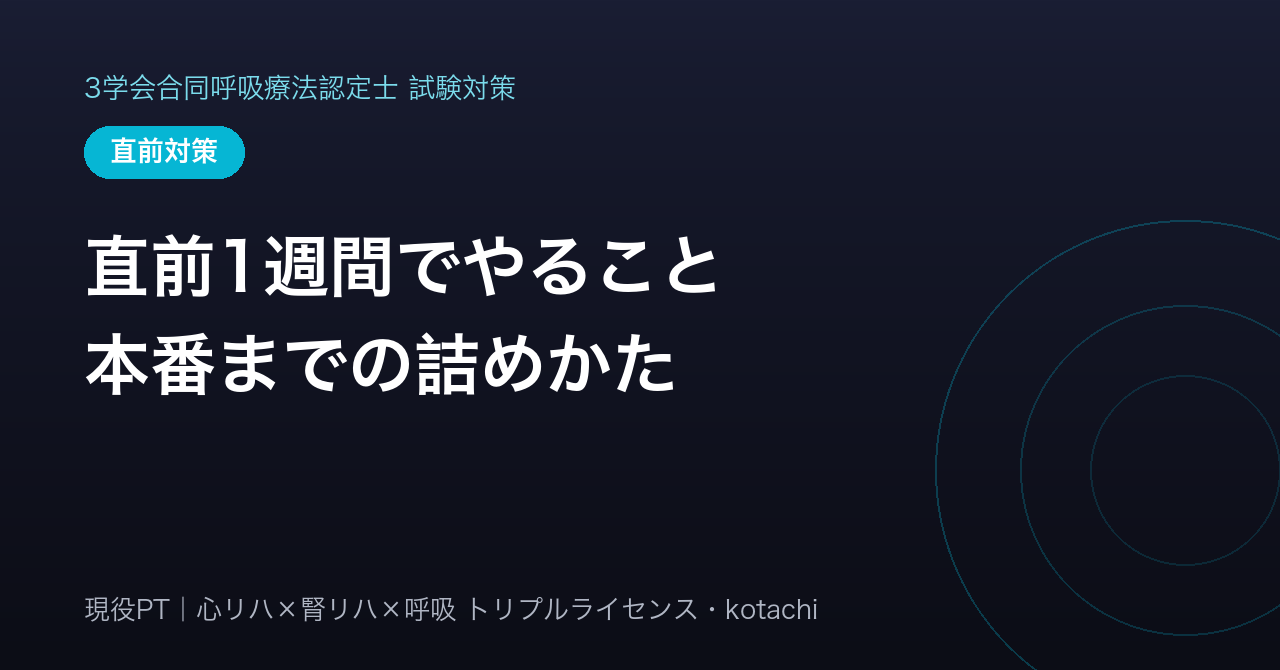 3学会合同呼吸療法認定士 試験対策
直前対策
直前1週間でやること
本番までの詰めかた
現役PT｜心リハ×腎リハ×呼吸 トリプルライセンス・kotachi